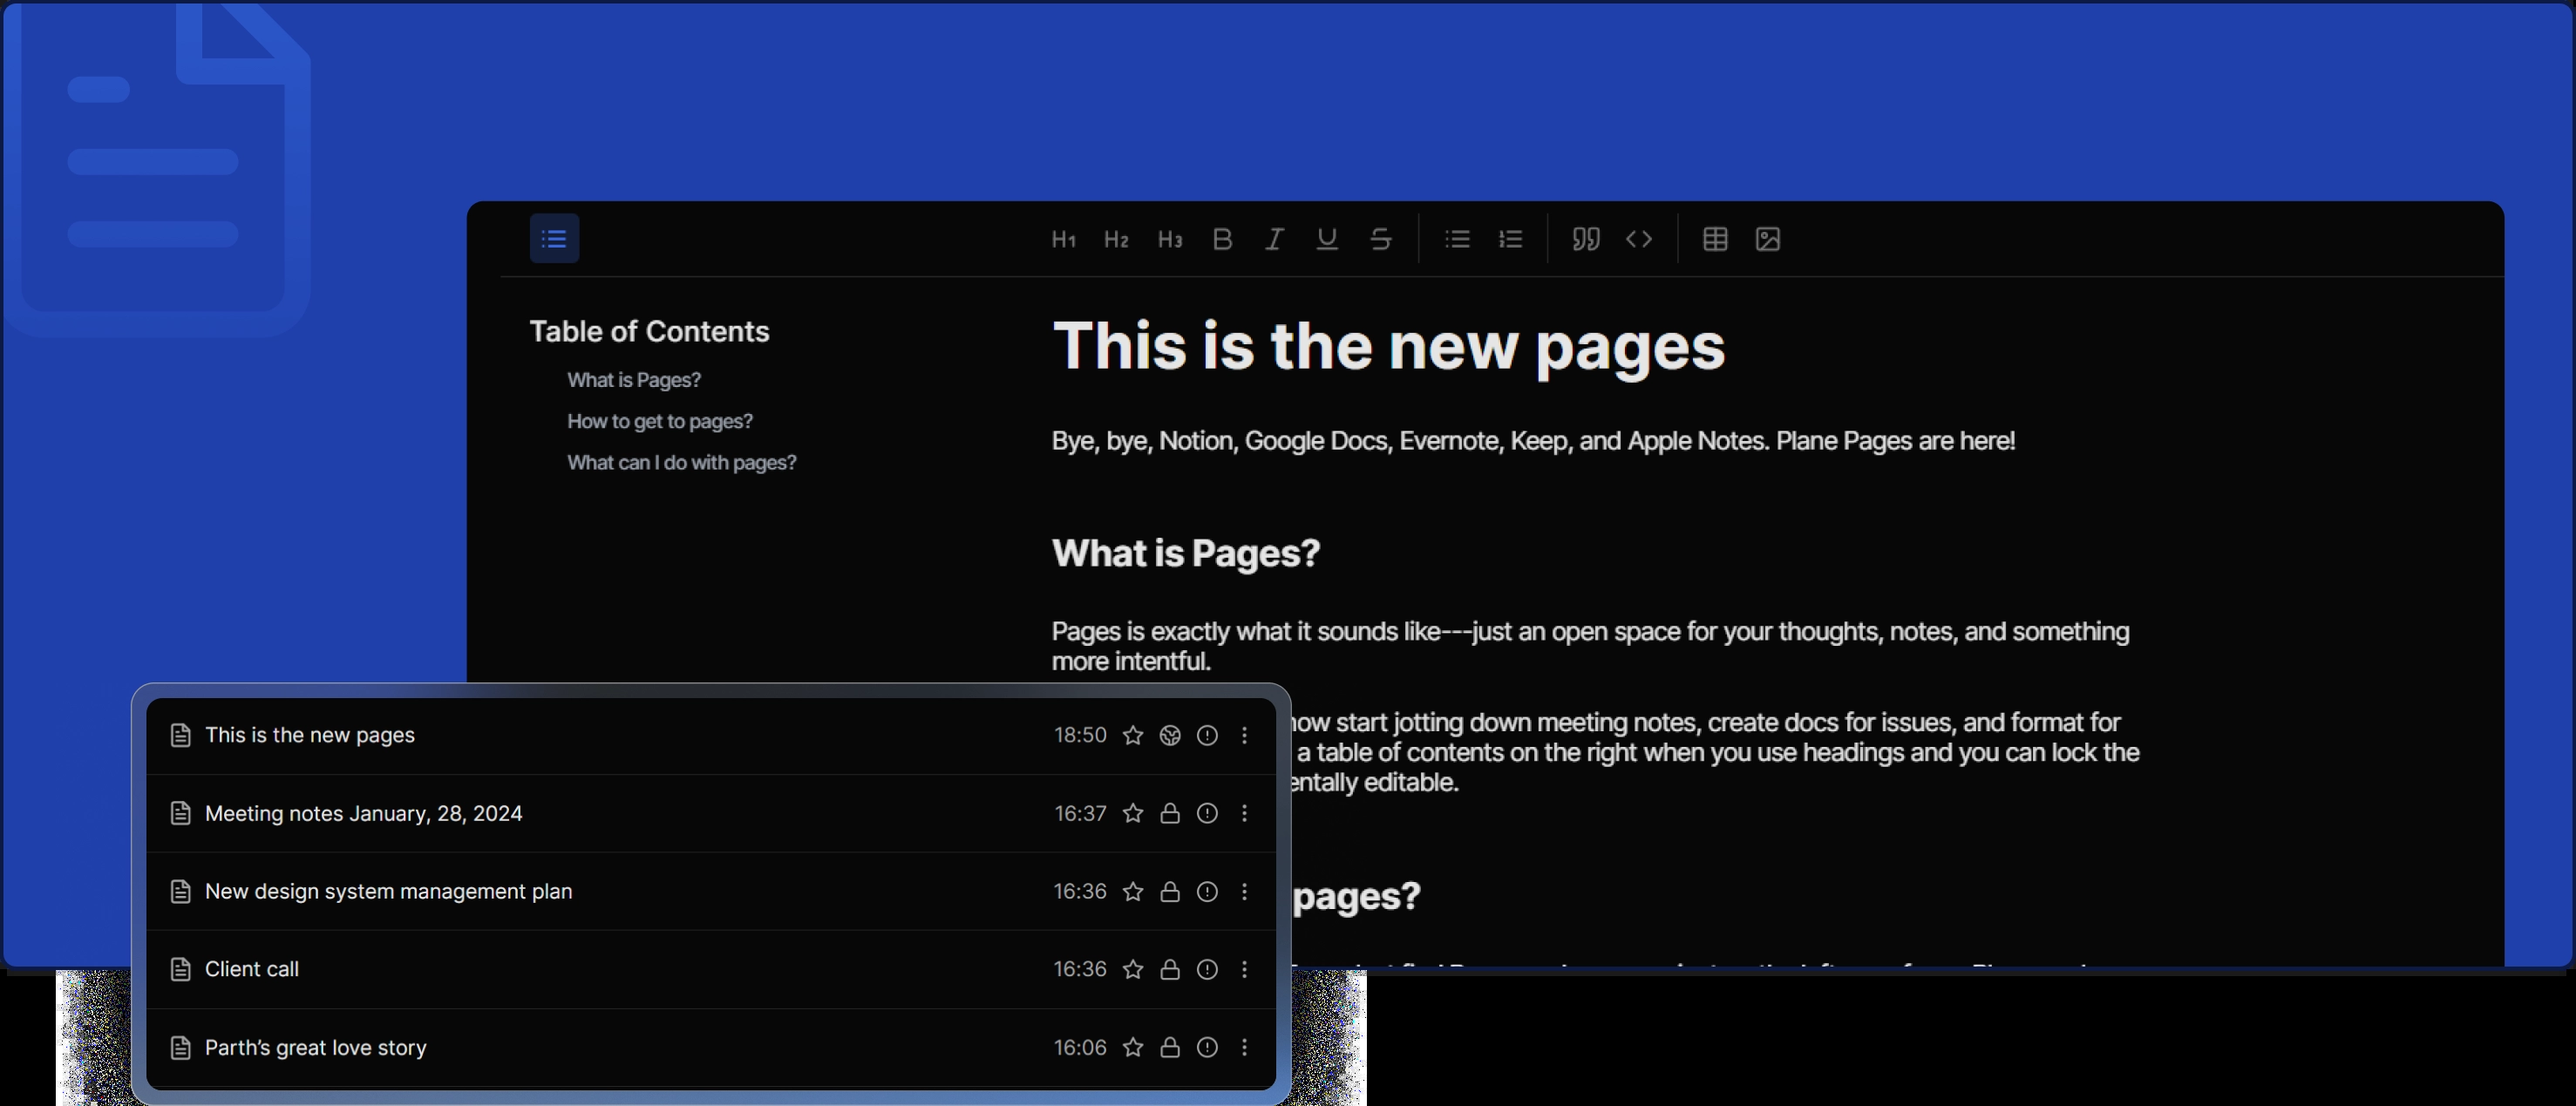 H1 H2 H3 B I U S
Table of Contents
What is Pages?
How to get to pages?
What can I do with pages?
This is the new pages
Bye, bye, Notion, Google Docs, Evernote, Keep, and Apple Notes. Plane Pages are here!
What is Pages?
Pages is exactly what it sounds like---just an open space for your thoughts, notes, and something
more intentful.
now start jotting down meeting notes, create docs for issues, and format for
a table of contents on the right when you use headings and you can lock the
entally editable.
pages?
This is the new pages 18:50
Meeting notes January, 28, 2024 16:37
New design system management plan 16:36
Client call 16:36
Parth's great love story 16:06